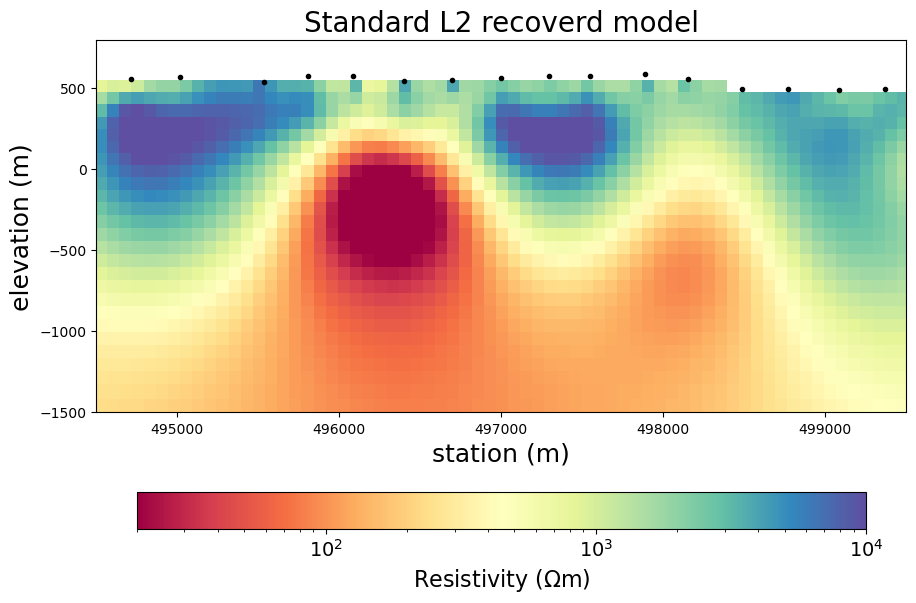 Standard L2 recoverd model
elevation (m)
500
0
−500
−1000
−1500
495000 496000 497000 498000 499000
station (m)
10² 10³ 10⁴
Resistivity (Ωm)